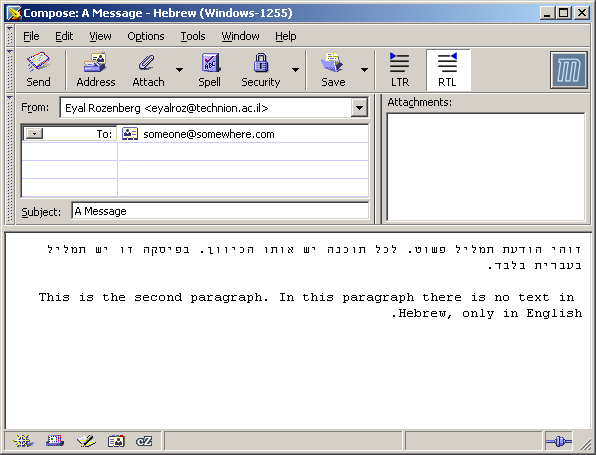 Compose: A Message - Hebrew (Windows-1255)
File Edit View Options Tools Window Help
Send Address Attach Spell Security Save LTR RTL
From: Eyal Rozenberg <eyalroz@technion.ac.il>
Attachments:
To: someone@somewhere.com
Subject: A Message
זוהי הודעת תמליל פשוט. לכל תוכנה יש אותו הכיוון. בפיסקה זו יש תמליל
בעברית בלבד.
This is the second paragraph. In this paragraph there is no text in
.Hebrew, only in English